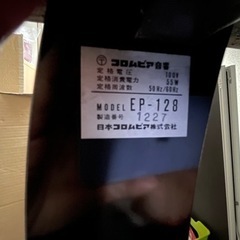 コロムビア音響
定格電圧 100V
定格消費電力 55W
定格周波数 50Hz/60Hz
MODEL EP-128
製造番号 1227
日本コロムビア株式会社